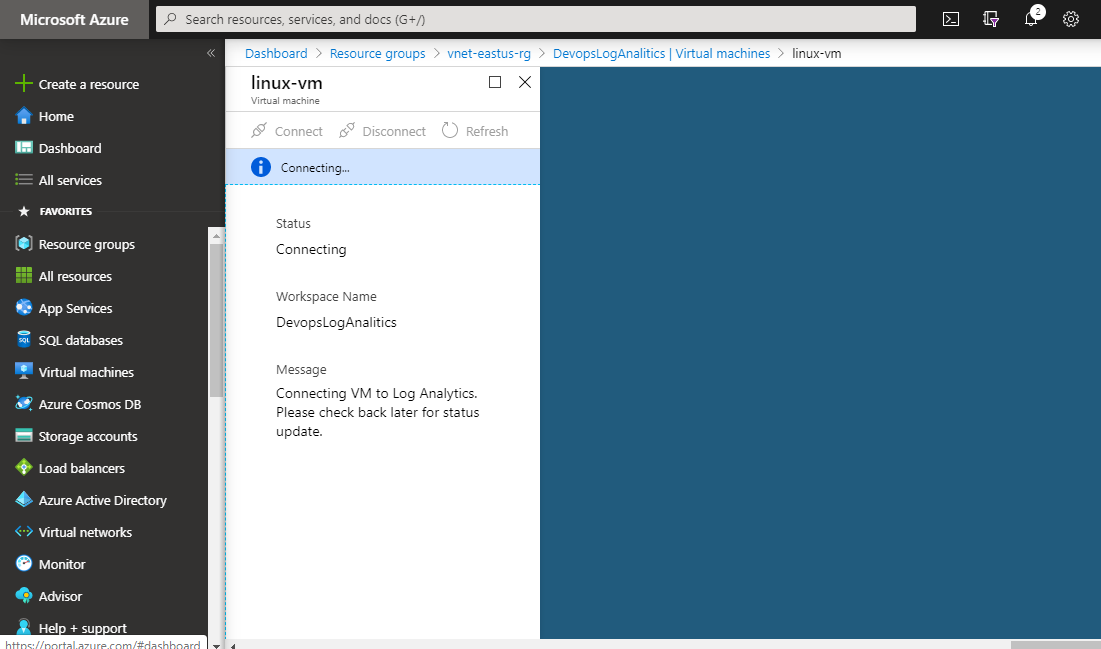 Microsoft Azure
Search resources, services, and docs (G+/)
2
«
Dashboard > Resource groups > vnet-eastus-rg > DevopsLogAnalitics | Virtual machines > linux-vm
Create a resource
Home
Dashboard
All services
FAVORITES
Resource groups
All resources
App Services
SQL databases
Virtual machines
Azure Cosmos DB
Storage accounts
Load balancers
Azure Active Directory
Virtual networks
Monitor
Advisor
Help + support
https://portal.azure.com/#dashboard
linux-vm
Virtual machine
Connect Disconnect Refresh
Connecting...
Status
Connecting
Workspace Name
DevopsLogAnalitics
Message
Connecting VM to Log Analytics.
Please check back later for status
update.